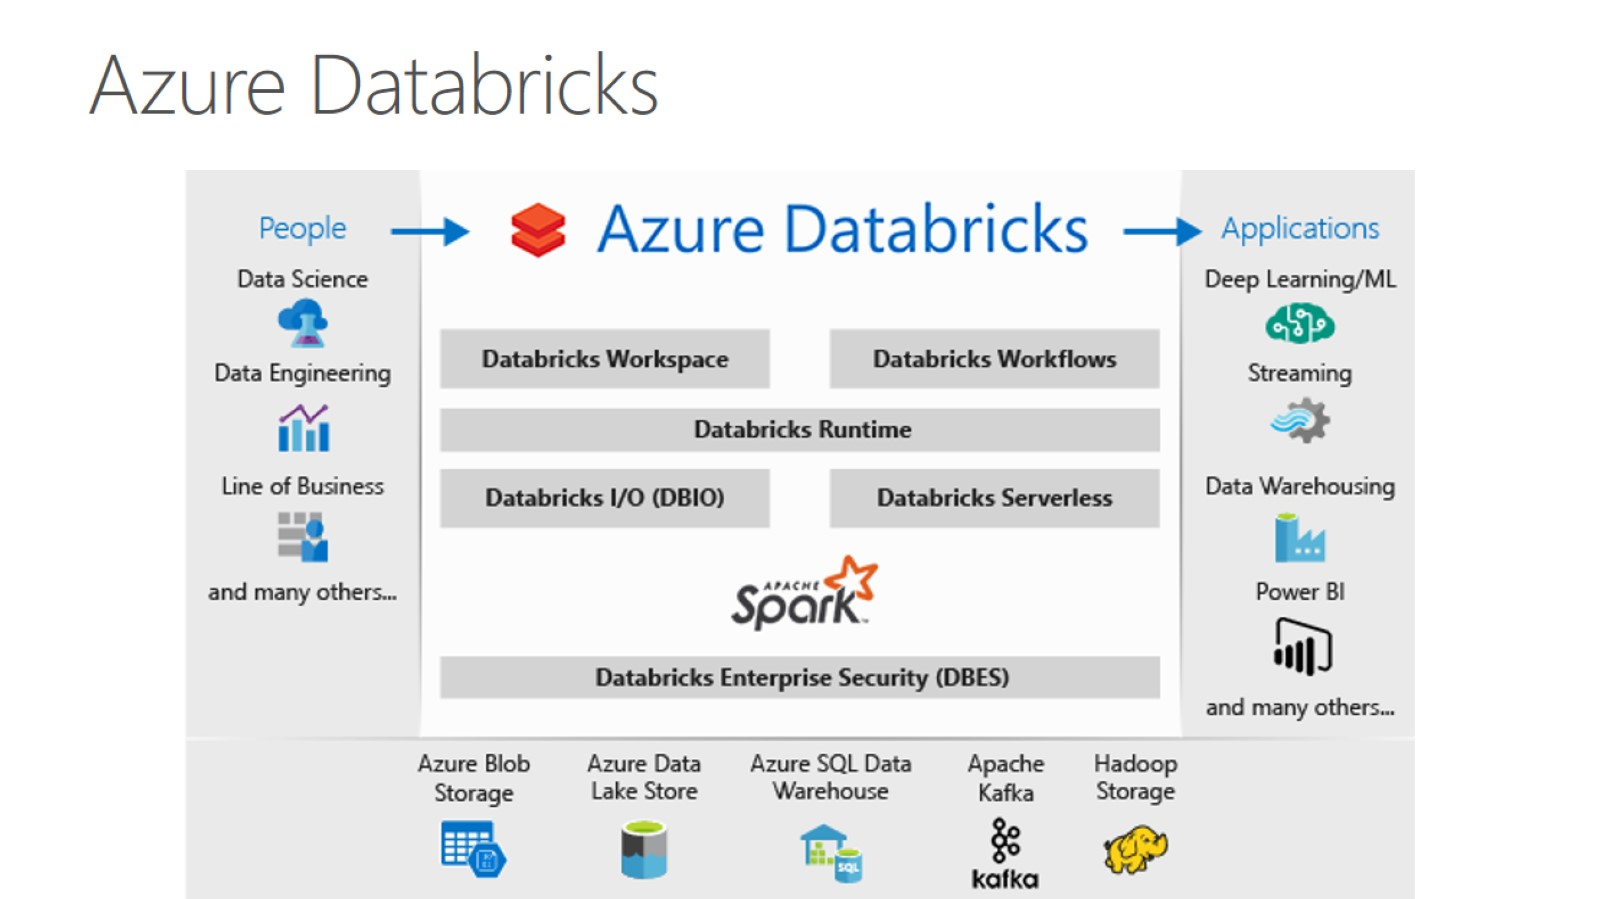 Azure Databricks
People
Azure Databricks
Applications
Data Science
Data Engineering
Line of Business
and many others...
Databricks Workspace
Databricks Workflows
Databricks Runtime
Databricks I/O (DBIO)
Databricks Serverless
APACHE
Spark™
Databricks Enterprise Security (DBES)
Deep Learning/ML
Streaming
Data Warehousing
Power BI
and many others...
Azure Blob
Storage
Azure Data
Lake Store
Azure SQL Data
Warehouse
SQL
Apache
Kafka
kafka
Hadoop
Storage